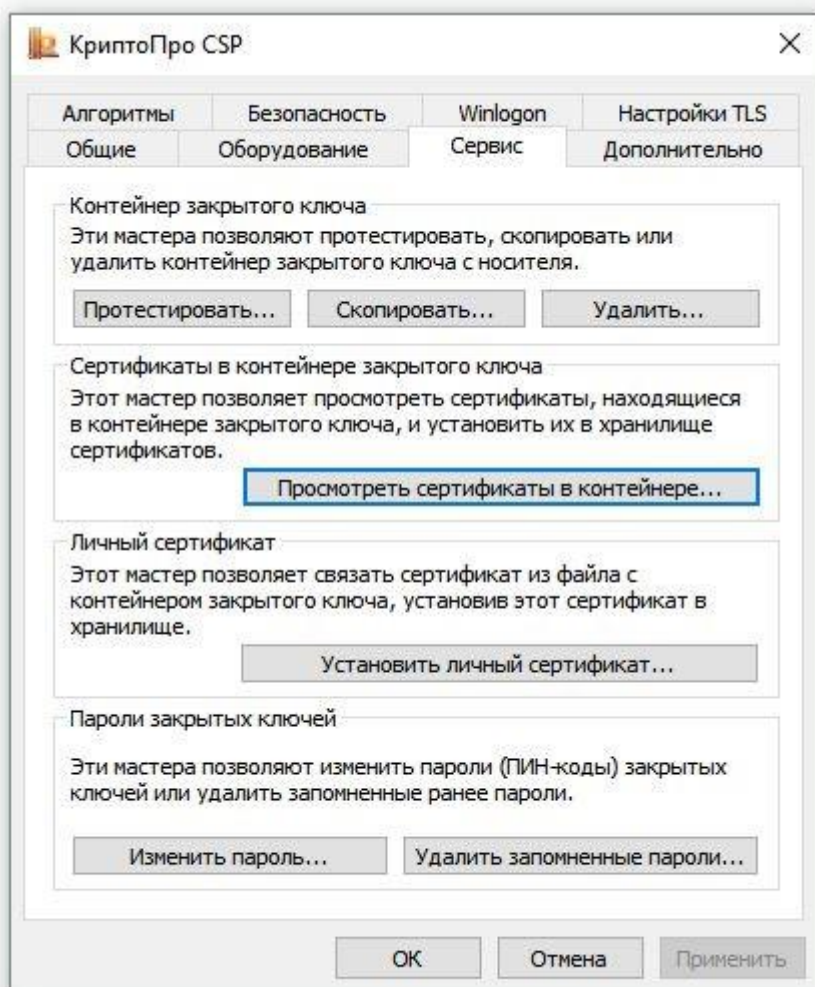 КриптоПро CSP
Алгоритмы Безопасность Winlogon Настройки TLS
Общие Оборудование Сервис Дополнительно
Контейнер закрытого ключа
Эти мастера позволяют протестировать, скопировать или
удалить контейнер закрытого ключа с носителя.
Протестировать... Скопировать... Удалить...
Сертификаты в контейнере закрытого ключа
Этот мастер позволяет просмотреть сертификаты, находящиеся
в контейнере закрытого ключа, и установить их в хранилище
сертификатов.
Просмотреть сертификаты в контейнере...
Личный сертификат
Этот мастер позволяет связать сертификат из файла с
контейнером закрытого ключа, установив этот сертификат в
хранилище.
Установить личный сертификат...
Пароли закрытых ключей
Эти мастера позволяют изменить пароли (ПИН-коды) закрытых
ключей или удалить запомненные ранее пароли.
Изменить пароль... Удалить запомненные пароли...
ОК Отмена Применить